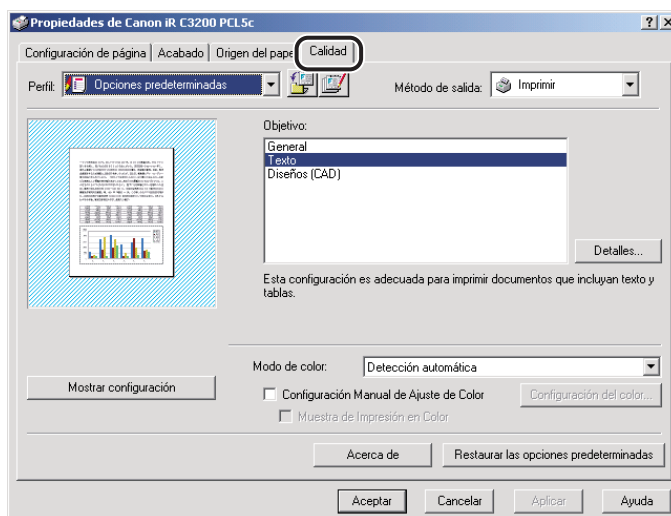 Propiedades de Canon iR C3200 PCL5c
Configuración de página Acabado Origen del pape Calidad
Perfil: Opciones predeterminadas Método de salida: Imprimir
Objetivo:
General
Texto
Diseños (CAD)
Detalles...
Esta configuración es adecuada para imprimir documentos que incluyan texto y
tablas.
Modo de color: Detección automática
Mostrar configuración
Configuración Manual de Ajuste de Color Configuración del color...
Muestra de Impresión en Color
Acerca de Restaurar las opciones predeterminadas
Aceptar Cancelar Aplicar Ayuda